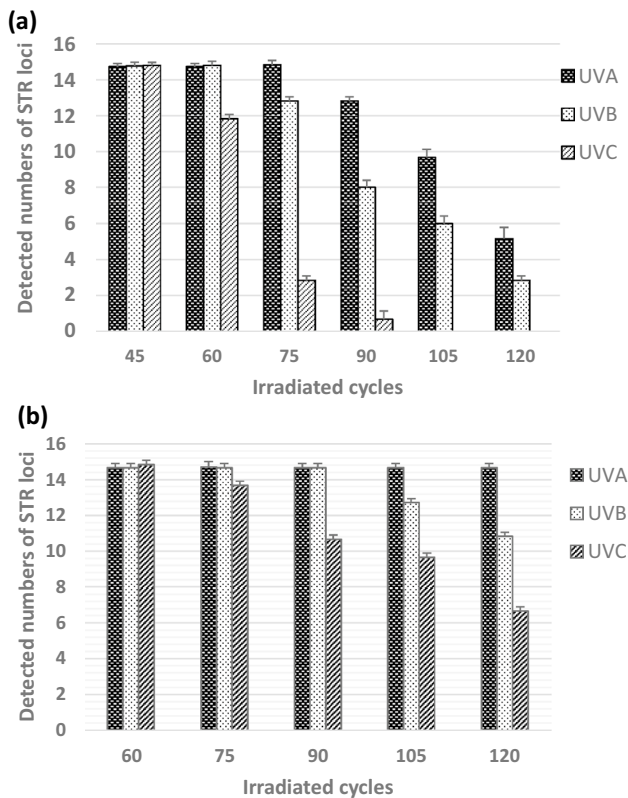 (a)
Detected numbers of STR loci
16
14
12
10
8
6
4
2
0
45 60 75 90 105 120
Irradiated cycles
UVA
UVB
UVC
(b)
Detected numbers of STR loci
16
14
12
10
8
6
4
2
0
60 75 90 105 120
Irradiated cycles
UVA
UVB
UVC